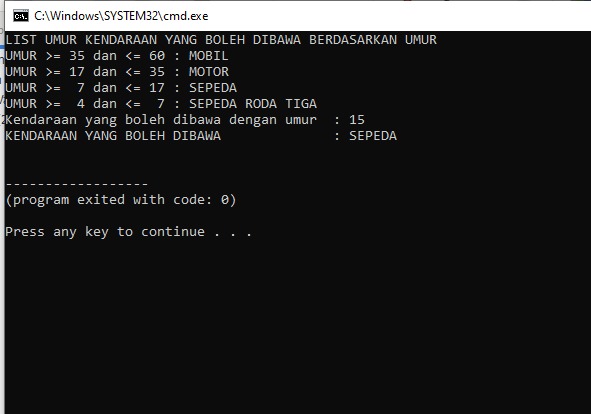 C:\Windows\SYSTEM32\cmd.exe
LIST UMUR KENDARAAN YANG BOLEH DIBAWA BERDASARKAN UMUR
UMUR >= 35 dan <= 60 : MOBIL
UMUR >= 17 dan <= 35 : MOTOR
UMUR >=  7 dan <= 17 : SEPEDA
UMUR >=  4 dan <=  7 : SEPEDA RODA TIGA
Kendaraan yang boleh dibawa dengan umur  : 15
KENDARAAN YANG BOLEH DIBAWA              : SEPEDA
------------------
(program exited with code: 0)
Press any key to continue . . .